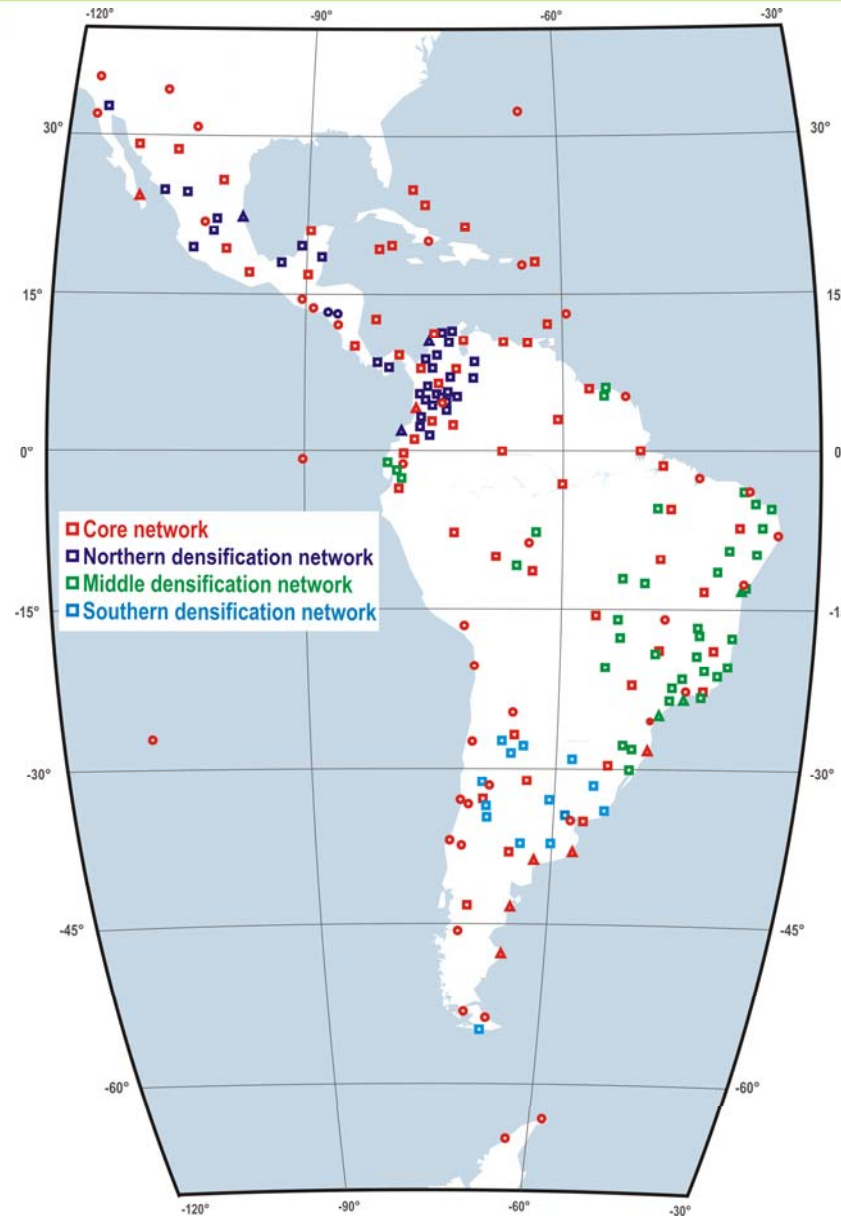 -120° -90° -60° -30°
30° 30°
15° 15
0° 0
Core network
Northern densification network
Middle densification network
Southern densification network
-15° -1
-30° -30°
-45° -45°
-60° -60°
-120° -90° -60° -30°